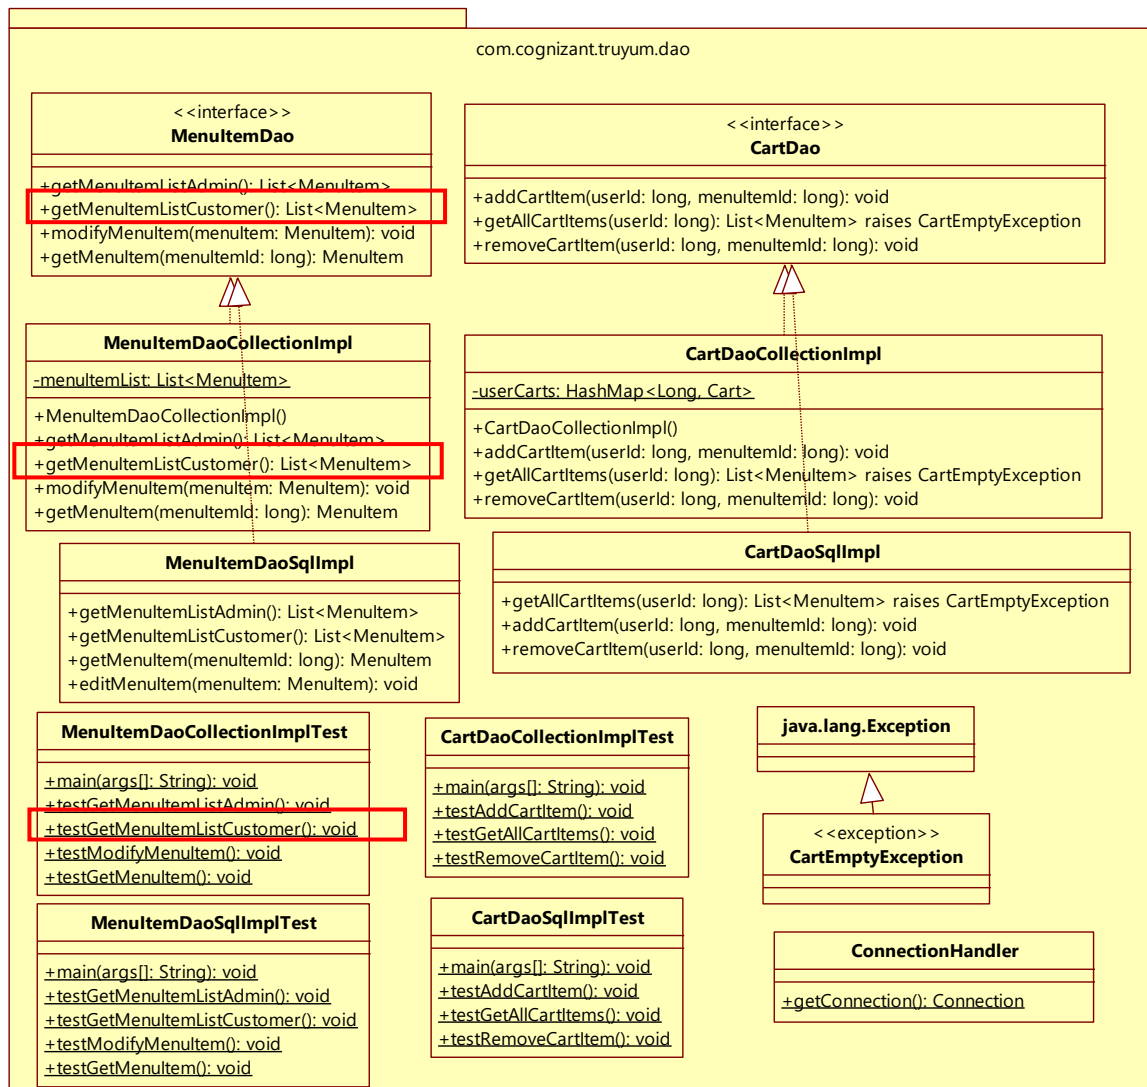 com.cognizant.truyum.dao
<<interface>>
MenuItemDao
+getMenuItemListAdmin(): List<MenuItem>
+getMenuItemListCustomer(): List<MenuItem>
+modifyMenuItem(menuItem: MenuItem): void
+getMenuItem(menuItemId: long): MenuItem
<<interface>>
CartDao
+addCartItem(userId: long, menuItemId: long): void
+getAllCartItems(userId: long): List<MenuItem> raises CartEmptyException
+removeCartItem(userId: long, menuItemId: long): void
MenuItemDaoCollectionImpl
-menuItemList: List<MenuItem>
+MenuItemDaoCollectionImpl()
+getMenuItemListAdmin(): List<MenuItem>
+getMenuItemListCustomer(): List<MenuItem>
+modifyMenuItem(menuItem: MenuItem): void
+getMenuItem(menuItemId: long): MenuItem
CartDaoCollectionImpl
-userCarts: HashMap<Long, Cart>
+CartDaoCollectionImpl()
+addCartItem(userId: long, menuItemId: long): void
+getAllCartItems(userId: long): List<MenuItem> raises CartEmptyException
+removeCartItem(userId: long, menuItemId: long): void
MenuItemDaoSqlImpl
+getMenuItemListAdmin(): List<MenuItem>
+getMenuItemListCustomer(): List<MenuItem>
+getMenuItem(menuItemId: long): MenuItem
+editMenuItem(menuItem: MenuItem): void
CartDaoSqlImpl
+getAllCartItems(userId: long): List<MenuItem> raises CartEmptyException
+addCartItem(userId: long, menuItemId: long): void
+removeCartItem(userId: long, menuItemId: long): void
MenuItemDaoCollectionImplTest
+main(args[]: String): void
+testGetMenuItemListAdmin(): void
+testGetMenuItemListCustomer(): void
+testModifyMenuItem(): void
+testGetMenuItem(): void
CartDaoCollectionImplTest
+main(args[]: String): void
+testAddCartItem(): void
+testGetAllCartItems(): void
+testRemoveCartItem(): void
java.lang.Exception
<<exception>>
CartEmptyException
MenuItemDaoSqlImplTest
+main(args[]: String): void
+testGetMenuItemListAdmin(): void
+testGetMenuItemListCustomer(): void
+testModifyMenuItem(): void
+testGetMenuItem(): void
CartDaoSqlImplTest
+main(args[]: String): void
+testAddCartItem(): void
+testGetAllCartItems(): void
+testRemoveCartItem(): void
ConnectionHandler
+getConnection(): Connection